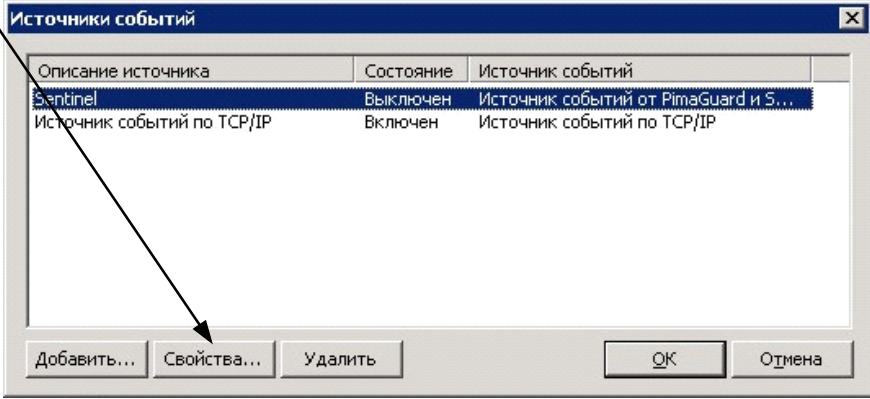 Источники событий
Описание источника Состояние Источник событий
Sentinel Выключен Источник событий от PimaGuard и S...
Источник событий по TCP/IP Включен Источник событий по TCP/IP
Добавить... Свойства... Удалить OK Отмена